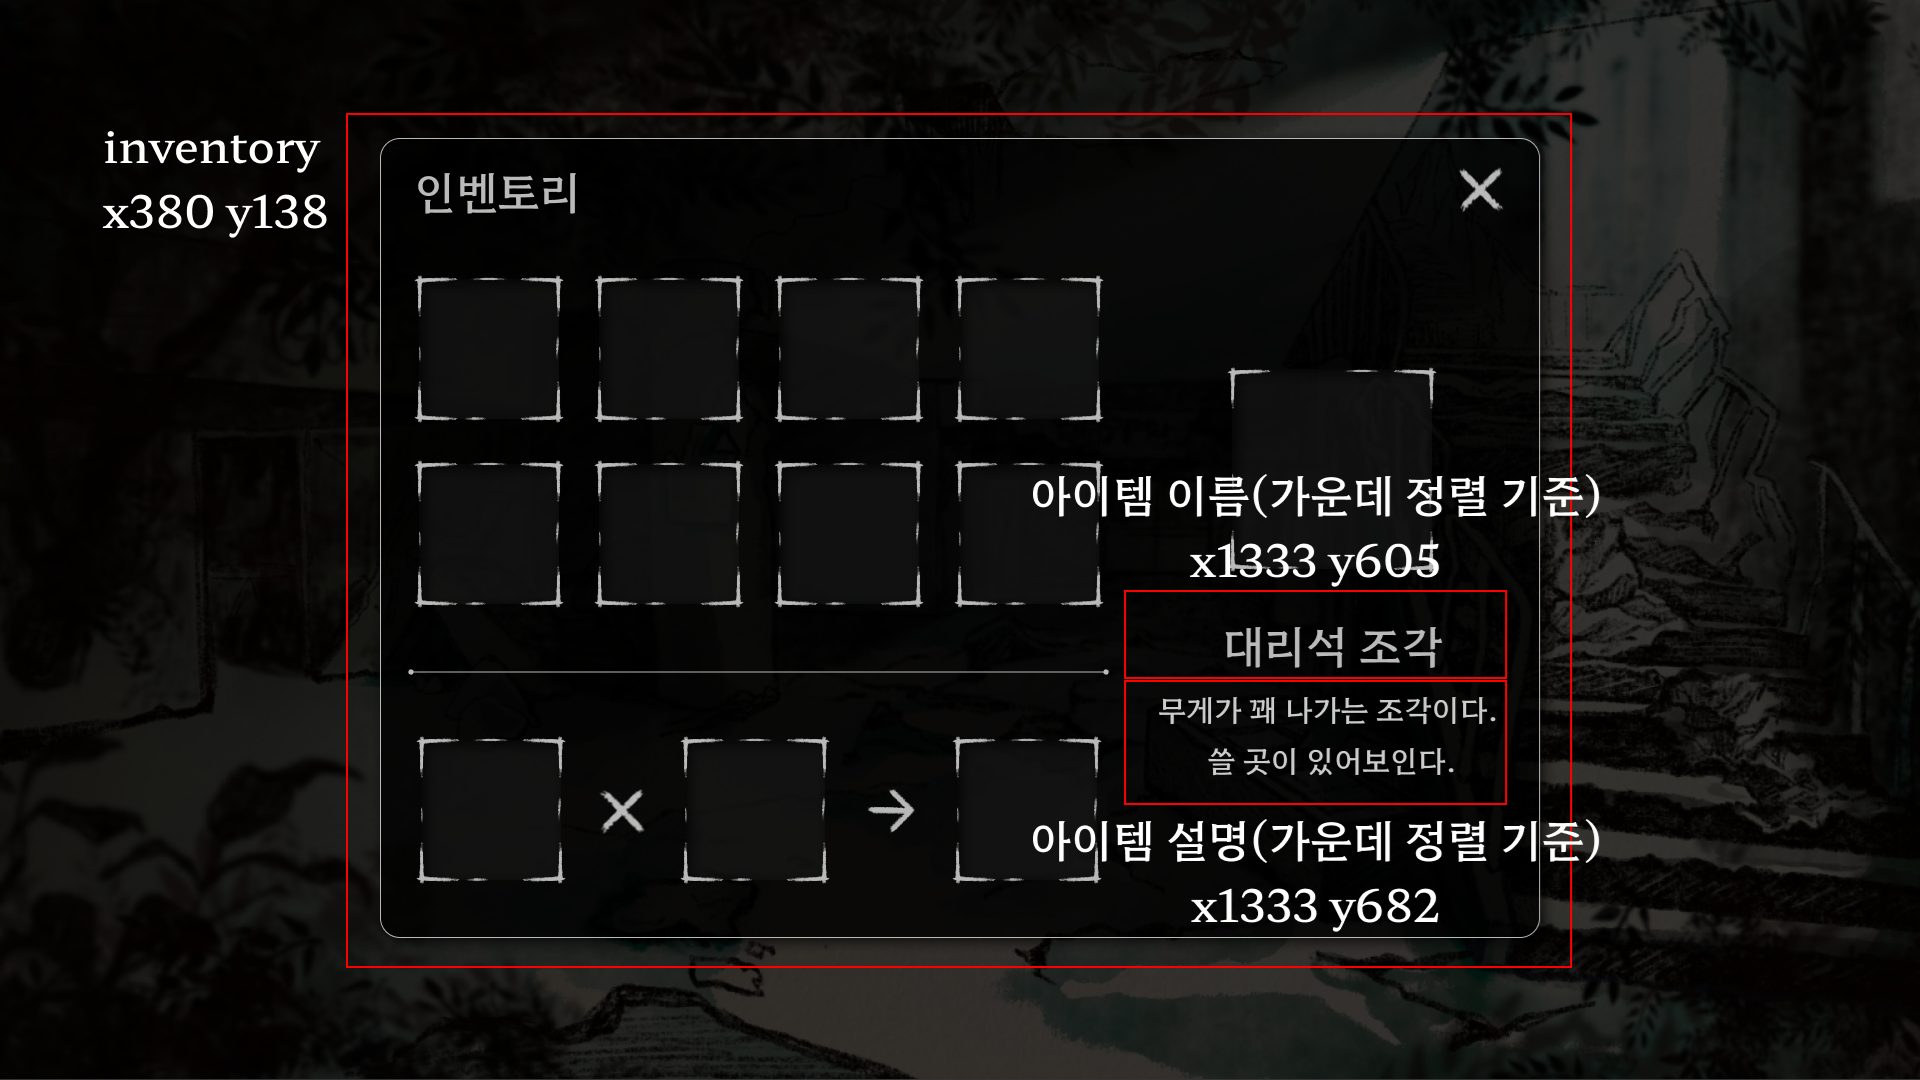 inventory
x380 y138
인벤토리
아이템 이름(가운데 정렬 기준)
x1333 y605
대리석 조각
무게가 꽤 나가는 조각이다.
쓸 곳이 있어보인다.
아이템 설명(가운데 정렬 기준)
x1333 y682